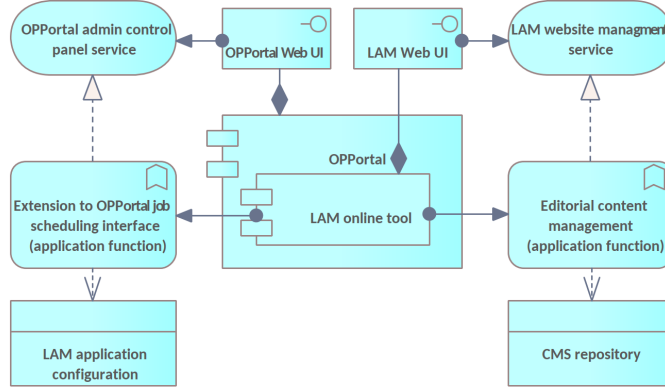 OPPortal admin control
panel service
OPPortal Web UI
LAM Web UI
LAM website managment
service
OPPortal
Extension to OPPortal job
scheduling interface
(application function)
LAM online tool
Editorial content
management
(application function)
LAM application
configuration
CMS repository